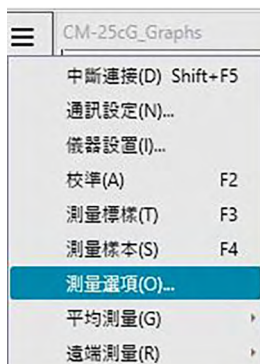 CM-25cG_Graphs
中斷連接(D) Shift+F5
通訊設定(N)...
儀器設置(I)...
校準(A) F2
測量標樣(T) F3
測量樣本(S) F4
測量選項(O)...
平均測量(G)
遠端測量(R)